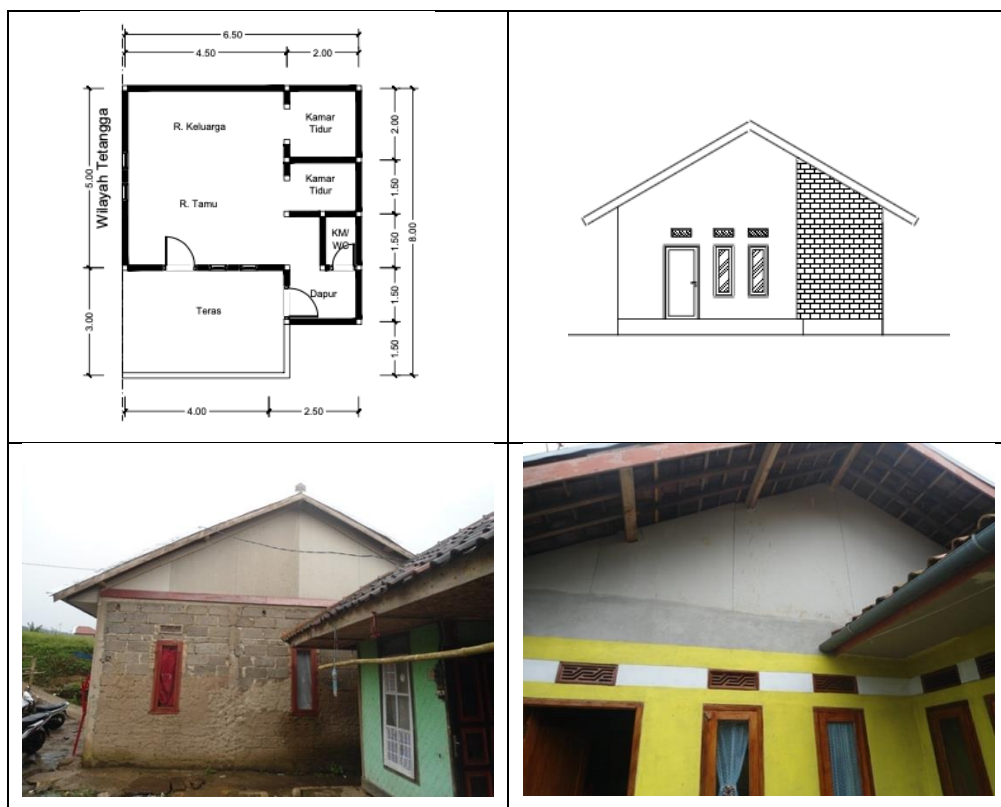 6.50
4.50
2.00
Wilayah Tetangga
5.00
3.00
R. Keluarga
Kamar
Tidur
R. Tamu
Kamar
Tidur
KM/
WC
Dapur
Teras
2.00
1.50
1.50
1.50
1.50
8.00
4.00
2.50